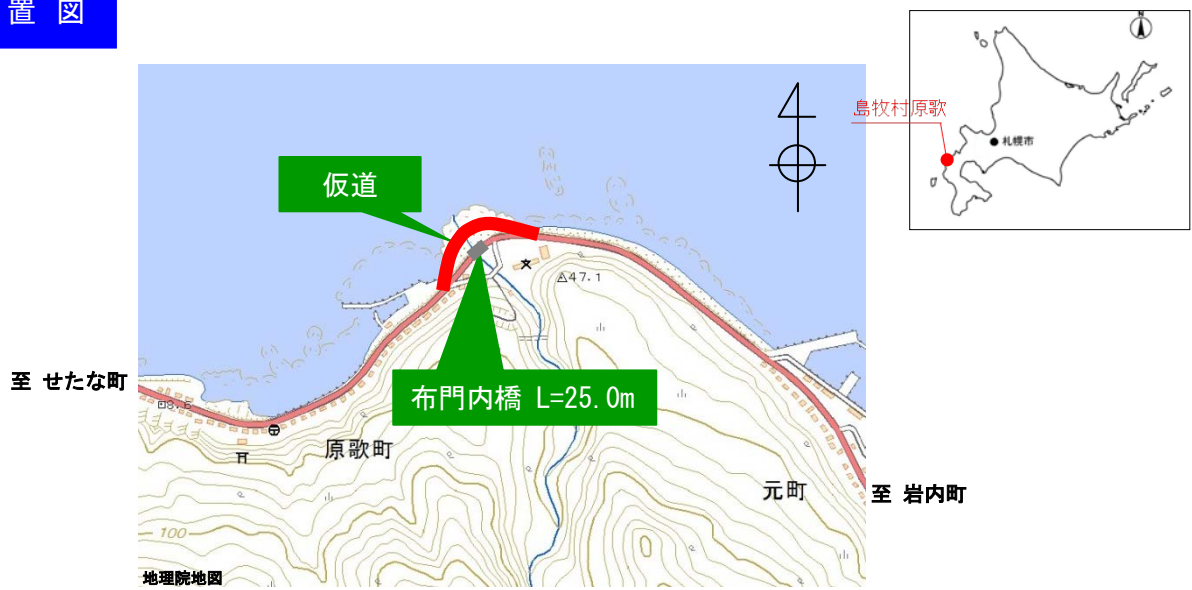 置 図
N
島牧村原歌
札幌市
仮道
47.1
至 せたな町
8.6
布門内橋 L=25.0m
原歌町
元町
至 岩内町
100
地理院地図